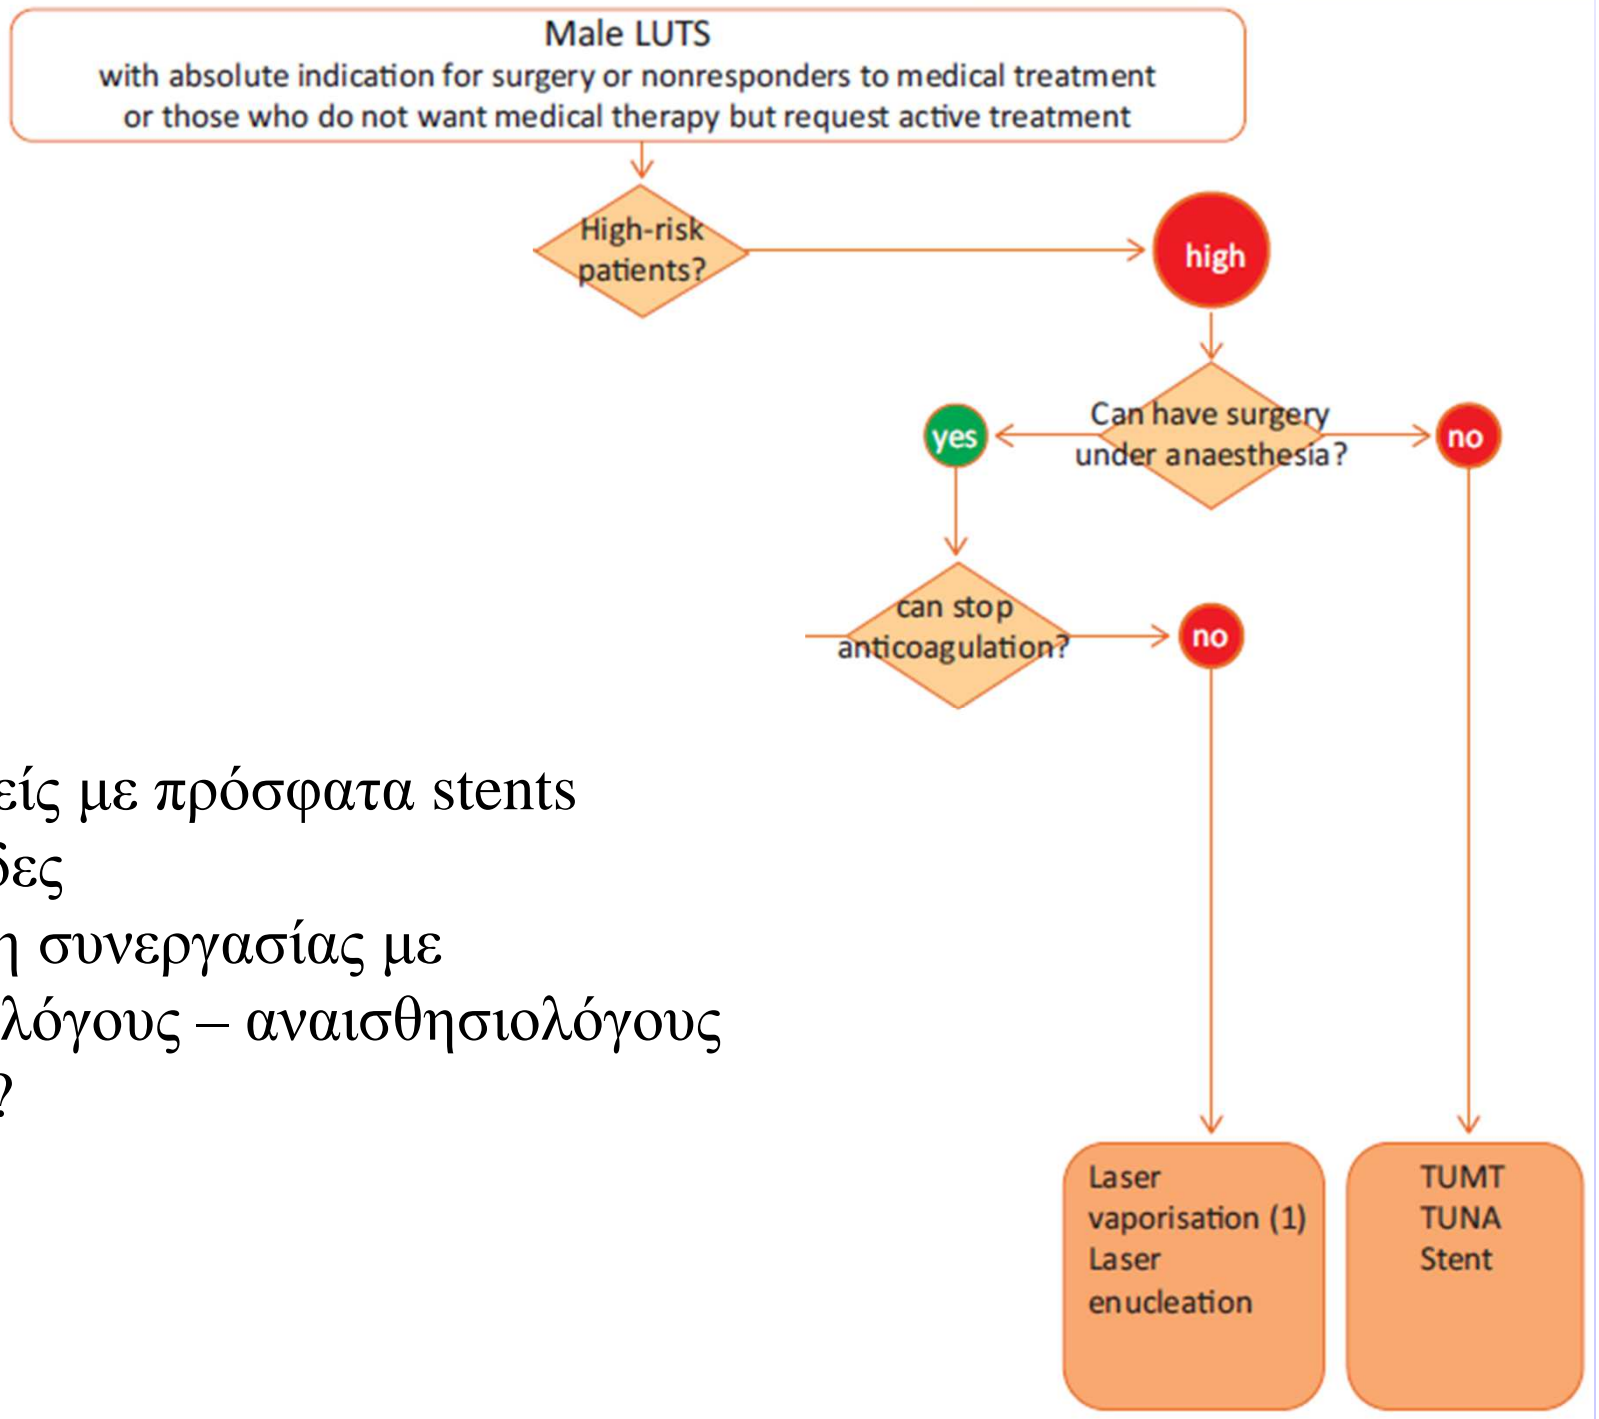 Male LUTS
with absolute indication for surgery or nonresponders to medical treatment
or those who do not want medical therapy but request active treatment
High-risk
patients?
high
Can have surgery
under anaesthesia?
yes
no
can stop
anticoagulation?
no
είς με πρόσφατα stents
δες
η συνεργασίας με
λόγους – αναισθησιολόγους
?
Laser
vaporisation (1)
Laser
enucleation
TUMT
TUNA
Stent